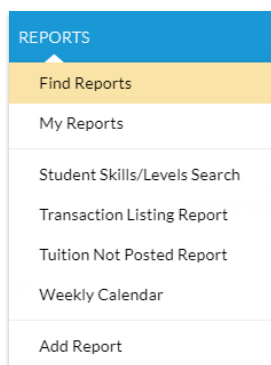 REPORTS
Find Reports
My Reports
Student Skills/Levels Search
Transaction Listing Report
Tuition Not Posted Report
Weekly Calendar
Add Report